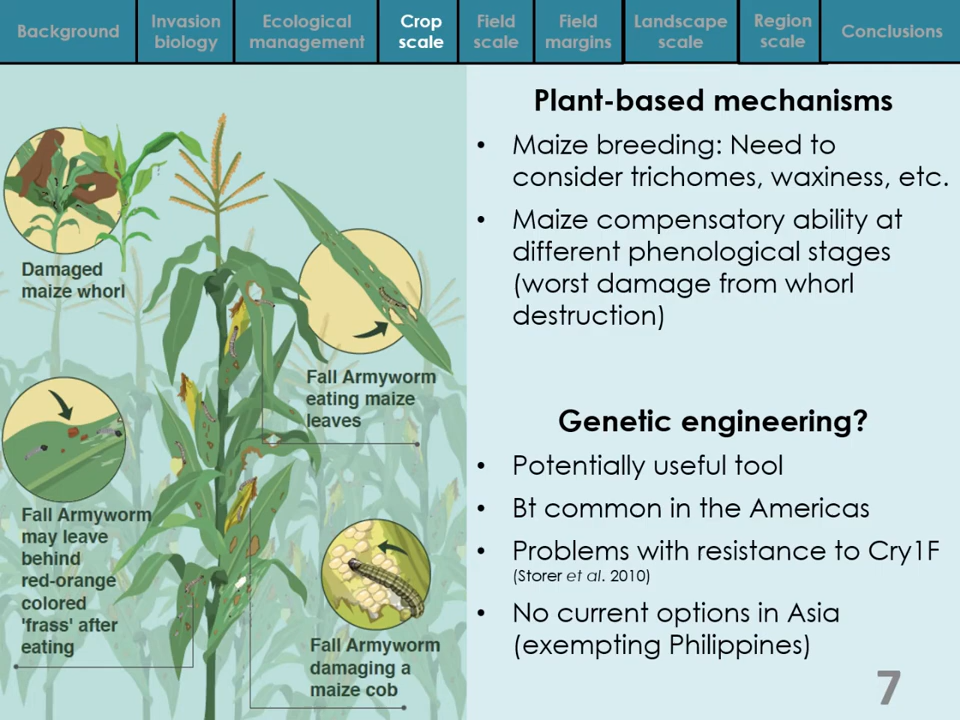 Background
Invasion
biology
Ecological
management
Crop
scale
Field
scale
Field
margins
Landscape
scale
Region
scale
Conclusions
Damaged
maize whorl
Fall Armyworm
eating maize
leaves
Fall Armyworm
may leave
behind
red-orange
colored
'frass' after
eating
Fall Armyworm
damaging a
maize cob
Plant-based mechanisms
• Maize breeding: Need to
consider trichomes, waxiness, etc.
• Maize compensatory ability at
different phenological stages
(worst damage from whorl
destruction)
Genetic engineering?
• Potentially useful tool
• Bt common in the Americas
• Problems with resistance to Cry1F
(Storer et al. 2010)
• No current options in Asia
(exempting Philippines)
7